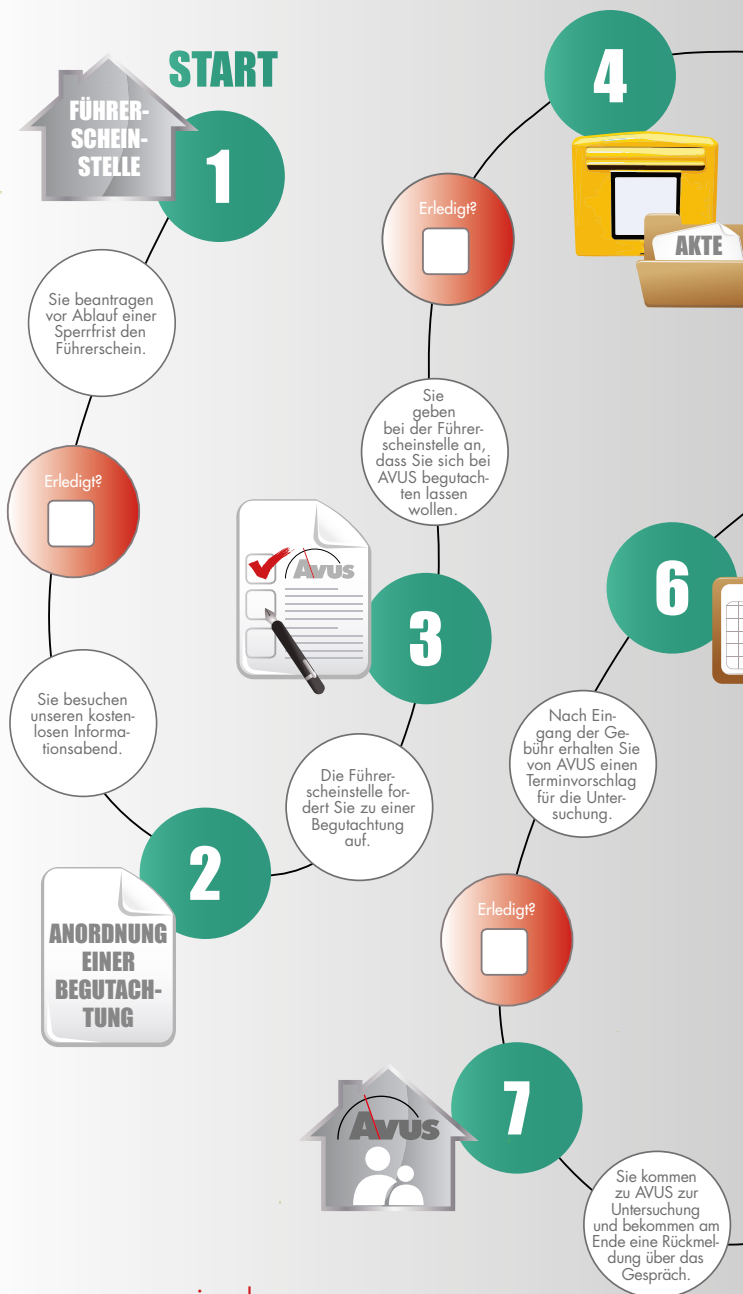 START
FÜHRER-
SCHEIN-
STELLE
1
Sie beantragen
vor Ablauf einer
Sperrfrist den
Führerschein.
Erledigt?
Sie besuchen
unseren kosten-
losen Informa-
tionsabend.
2
ANORDNUNG
EINER
BEGUTACH-
TUNG
Die Führer-
scheinstelle for-
dert Sie zu einer
Begutachtung
auf.
3
Avus
Sie
geben
bei der Führer-
scheinstelle an,
dass Sie sich bei
AVUS begutach-
ten lassen
wollen.
Erledigt?
4
AKTE
6
Nach Ein-
gang der Ge-
bühr erhalten Sie
von AVUS einen
Terminvorschlag
für die Unter-
suchung.
Erledigt?
7
Avus
Sie kommen
zu AVUS zur
Untersuchung
und bekommen am
Ende eine Rückmel-
dung über das
Gespräch.